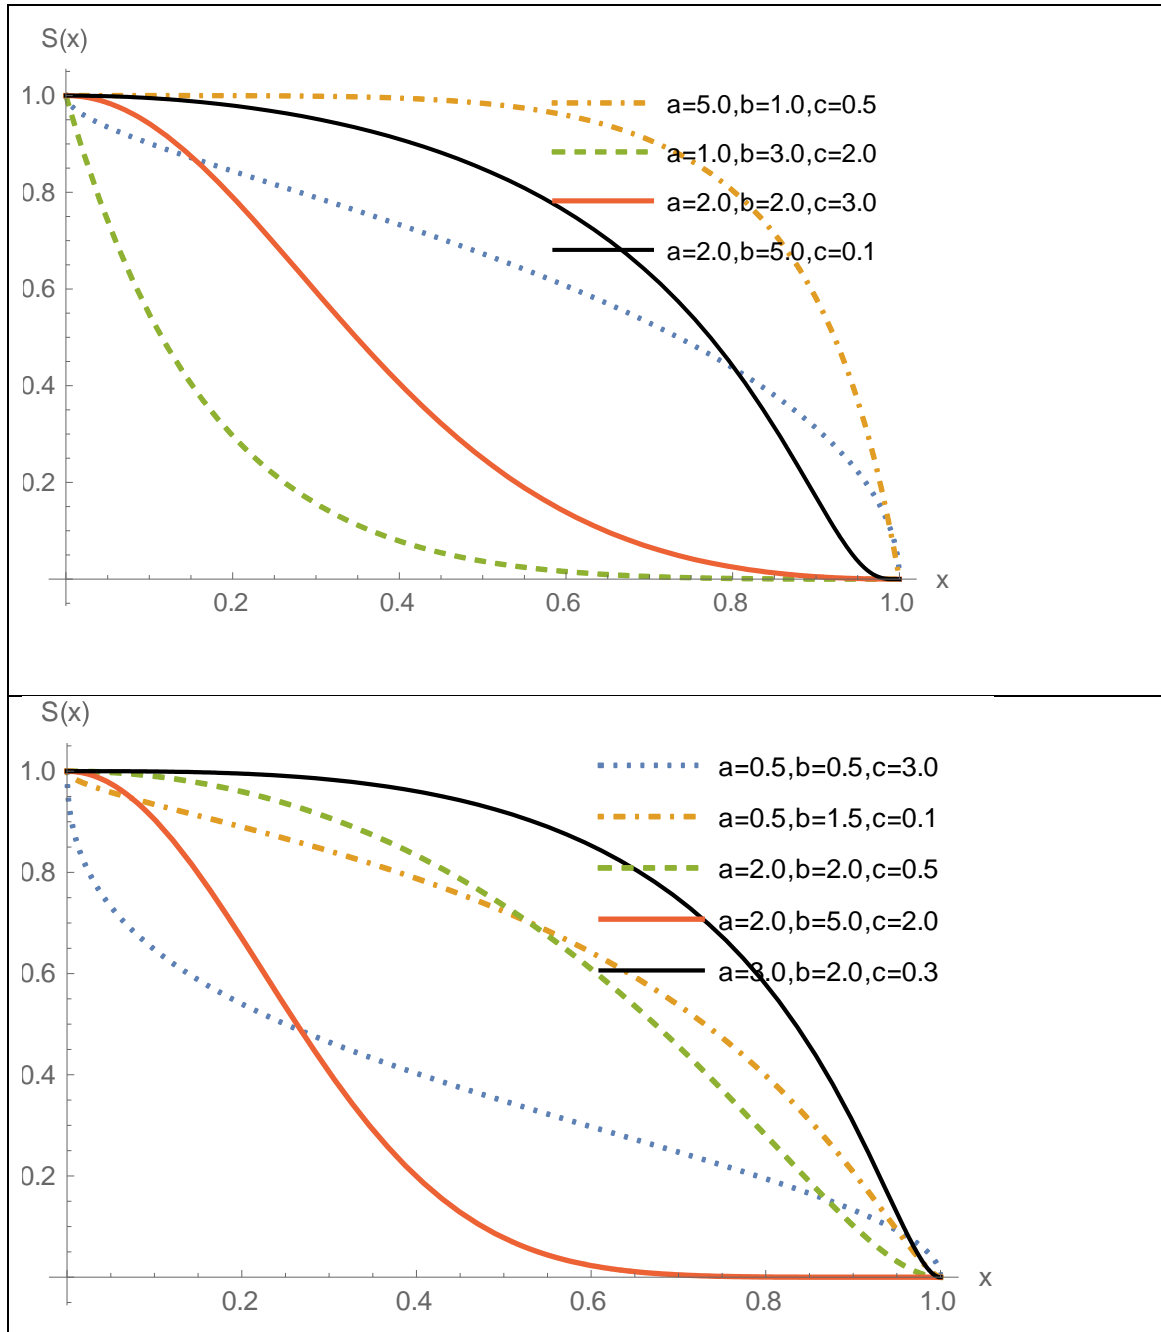 S(x)
1.0
0.8
0.6
0.4
0.2
0.2 0.4 0.6 0.8 1.0 x
a=5.0,b=1.0,c=0.5
a=1.0,b=3.0,c=2.0
a=2.0,b=2.0,c=3.0
a=2.0,b=5.0,c=0.1
S(x)
1.0
0.8
0.6
0.4
0.2
0.2 0.4 0.6 0.8 1.0 x
a=0.5,b=0.5,c=3.0
a=0.5,b=1.5,c=0.1
a=2.0,b=2.0,c=0.5
a=2.0,b=5.0,c=2.0
a=3.0,b=2.0,c=0.3